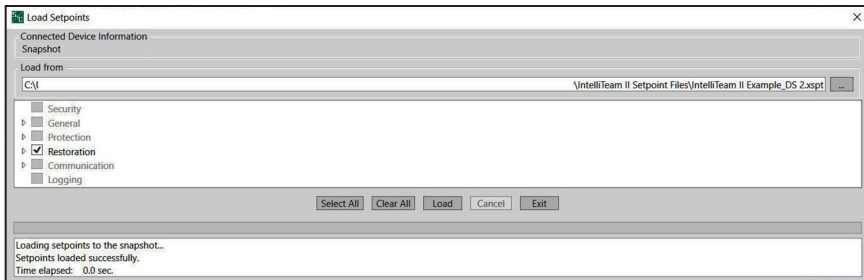 Load Setpoints
Connected Device Information
Snapshot
Load from
C:\I \IntelliTeam II Setpoint Files\IntelliTeam II Example_DS 2.xspt ...
Security
General
Protection
Restoration
Communication
Logging
Select All Clear All Load Cancel Exit
Loading setpoints to the snapshot...
Setpoints loaded successfully.
Time elapsed: 0.0 sec.